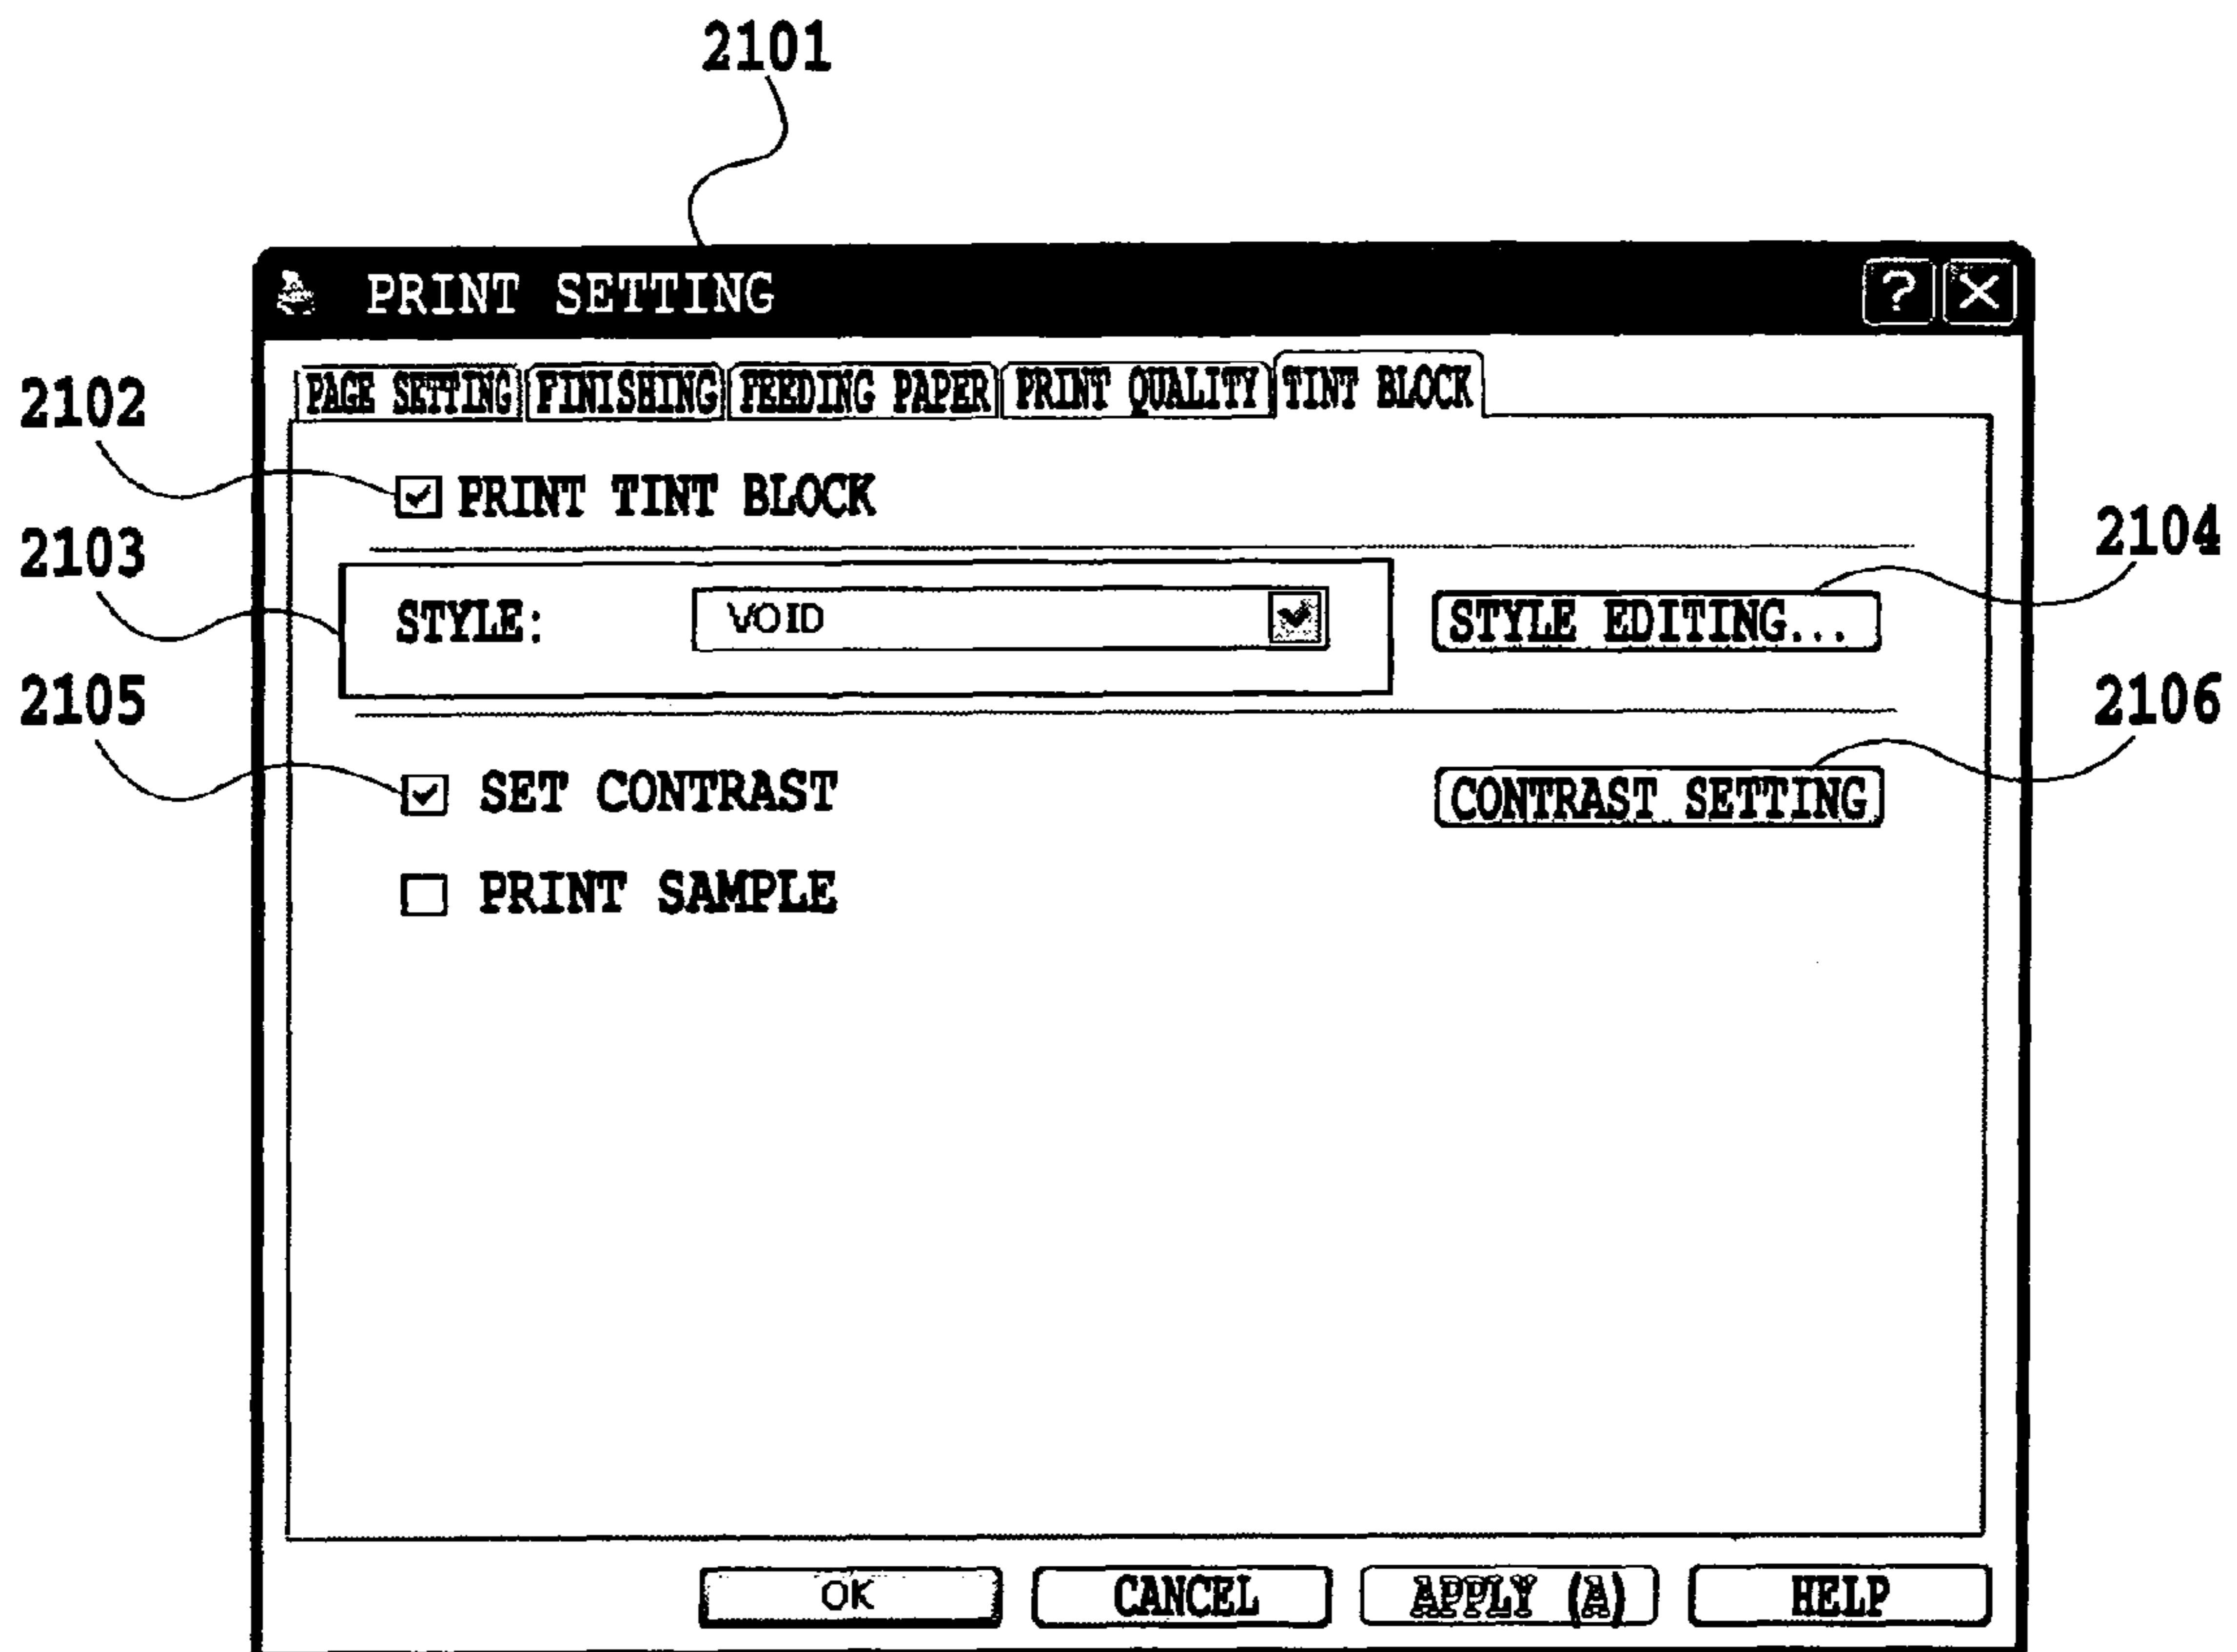 2101
PRINT SETTING ? X
PAGE SETTING FINISHING FEEDING PAPER PRINT QUALITY TINT BLOCK
2102
PRINT TINT BLOCK
2103
2104
STYLE: VOID STYLE EDITING...
2105
2106
SET CONTRAST CONTRAST SETTING
PRINT SAMPLE
OK CANCEL APPLY (A) HELP